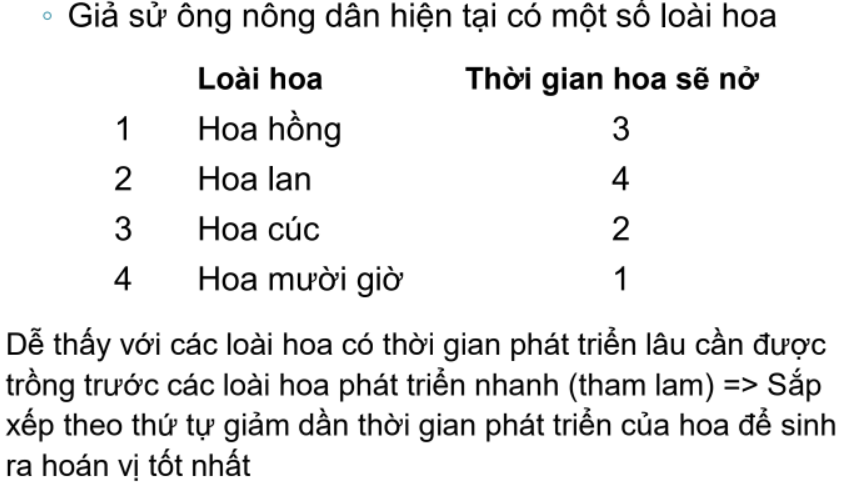 ◦ Giả sử ông nông dân hiện tại có một số loài hoa
Loài hoa Thời gian hoa sẽ nở
1 Hoa hồng 3
2 Hoa lan 4
3 Hoa cúc 2
4 Hoa mười giờ 1
Dễ thấy với các loài hoa có thời gian phát triển lâu cần được
trồng trước các loài hoa phát triển nhanh (tham lam) => Sắp
xếp theo thứ tự giảm dần thời gian phát triển của hoa để sinh
ra hoán vị tốt nhất